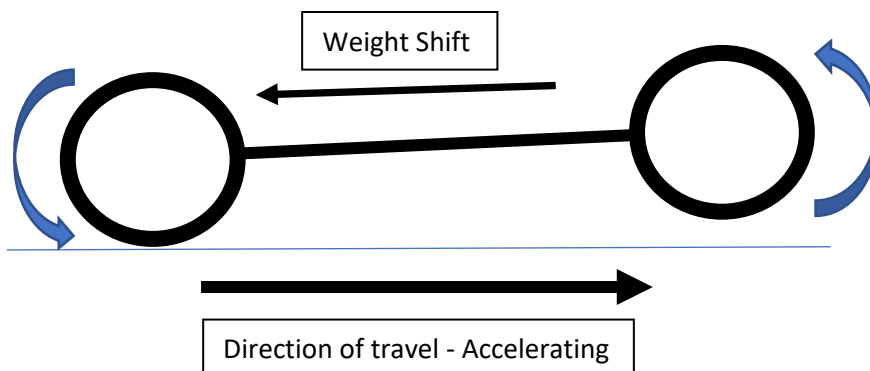 Weight Shift
Direction of travel - Accelerating